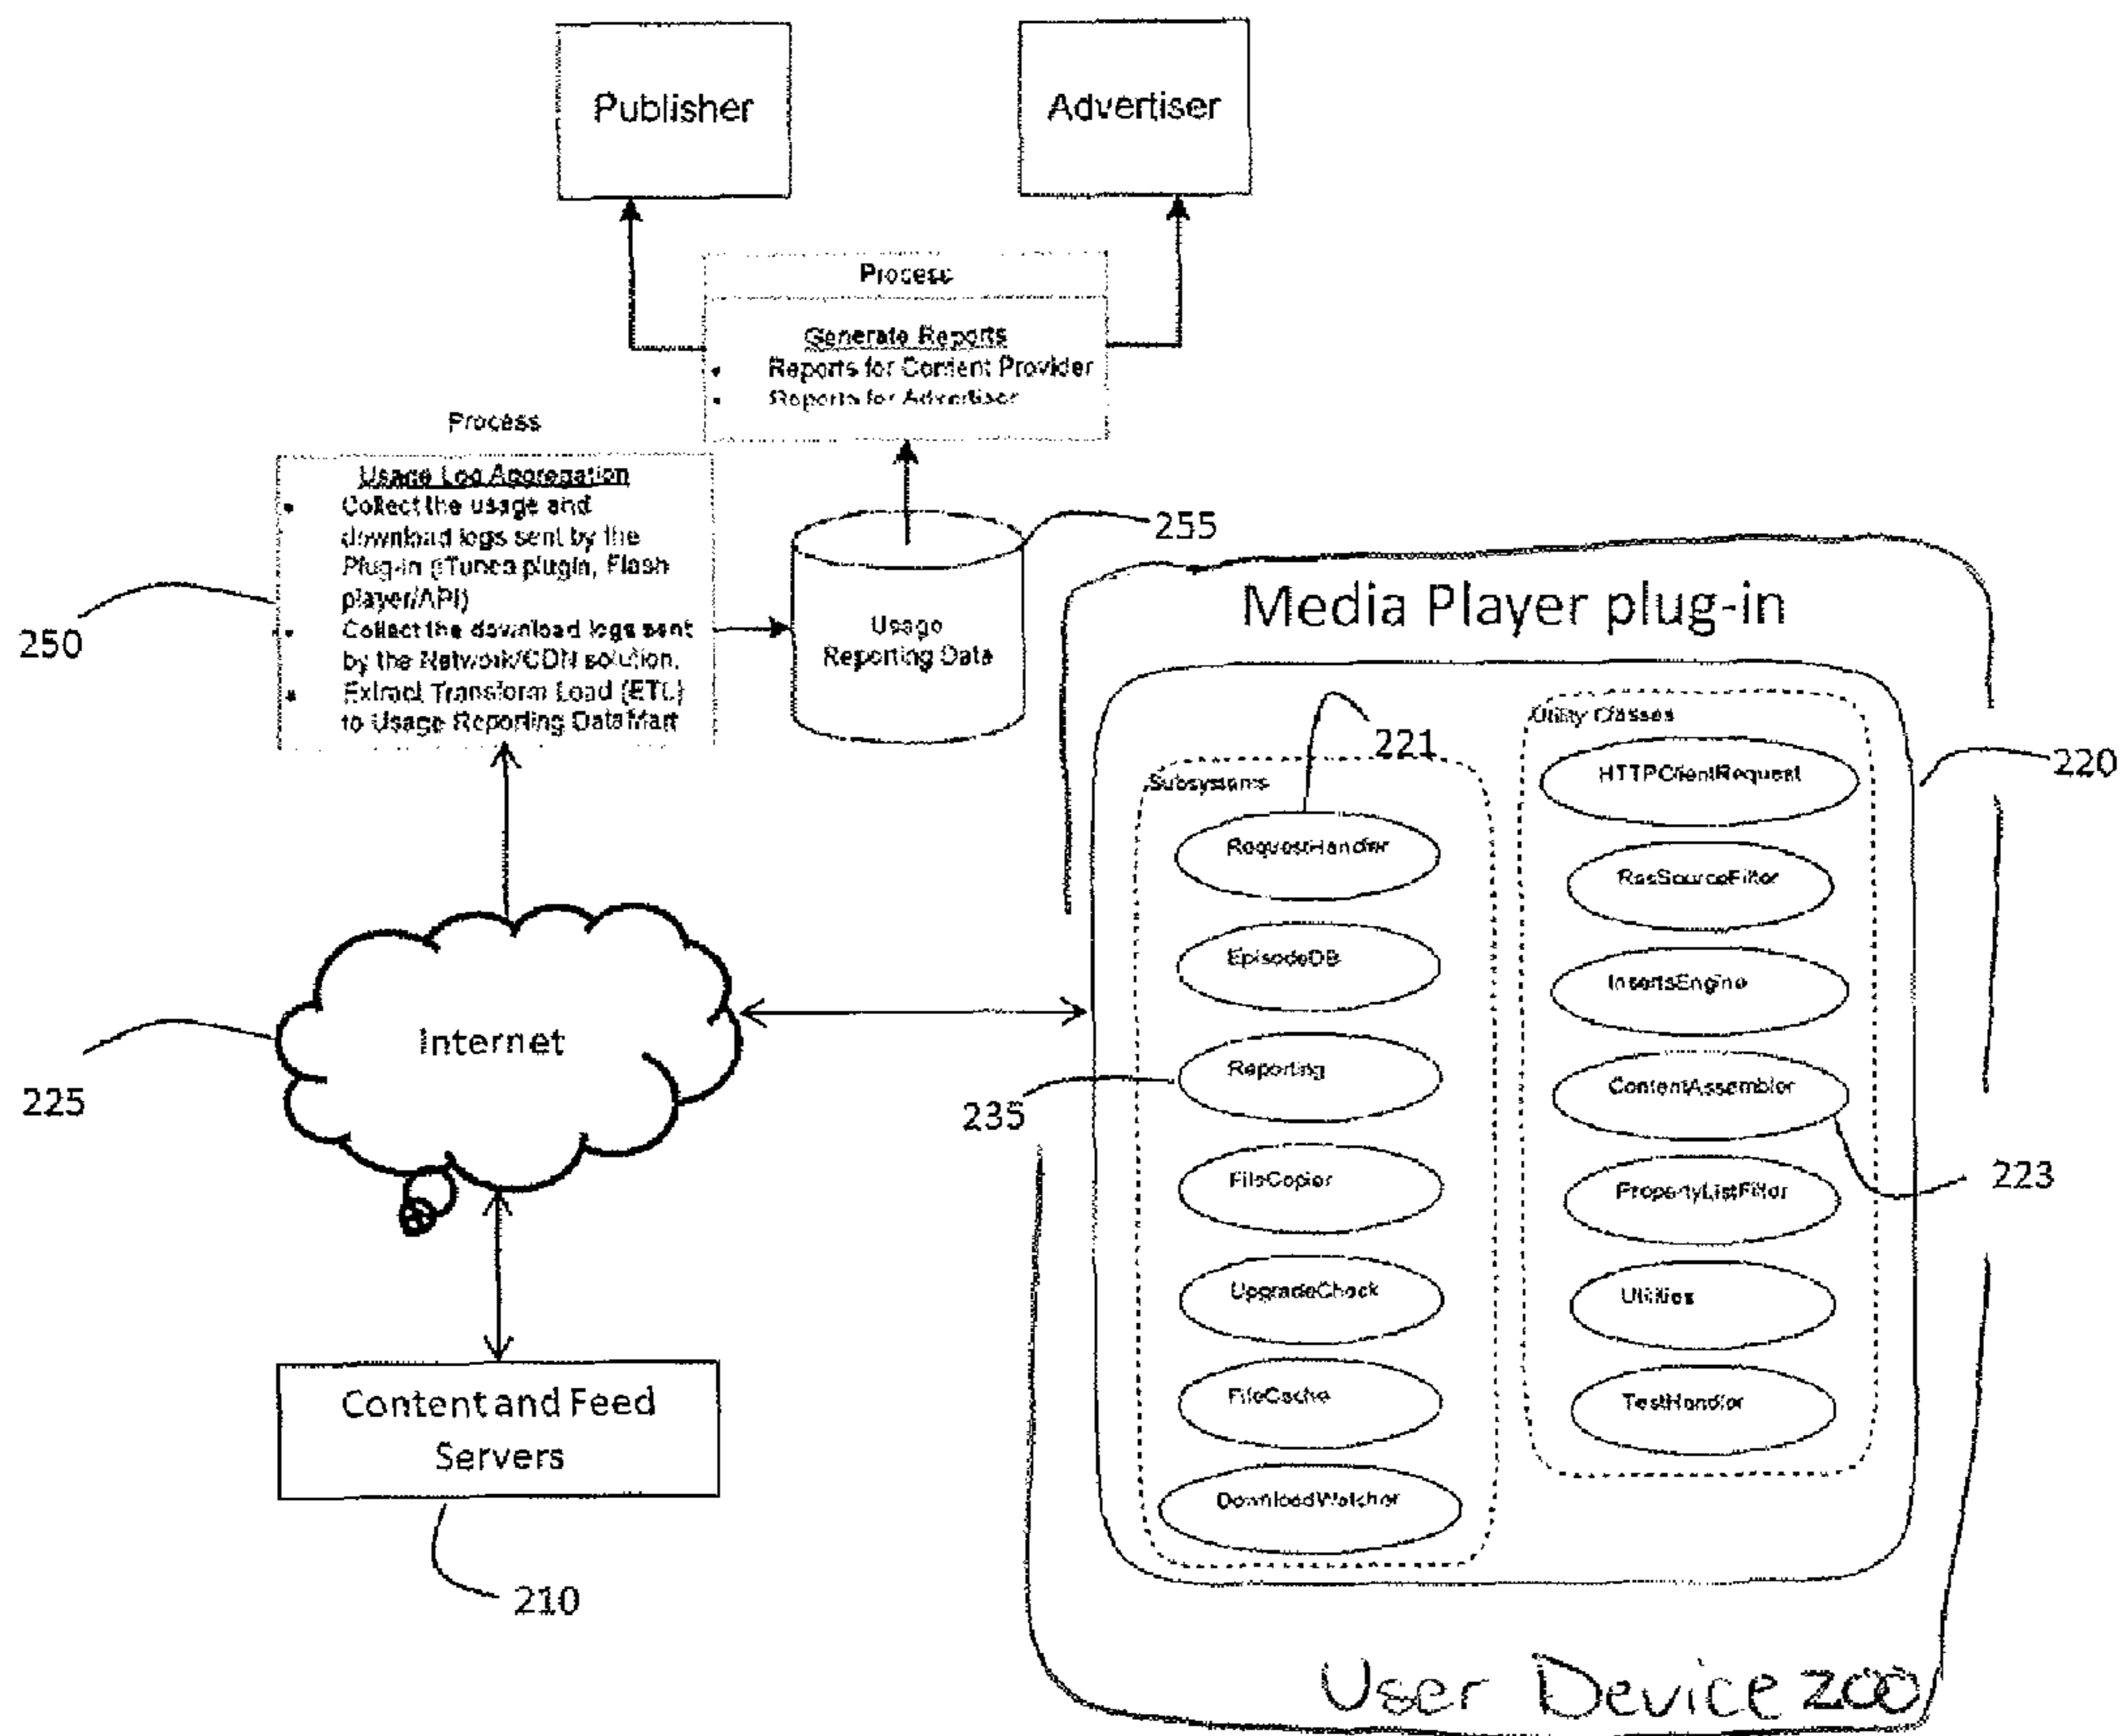 Publisher
Advertiser
Process
Generate Reports
• Reports for Content Provider
• Reports for Advertiser
Process
Usage Log Aggregation
• Collect the usage and
download logs sent by the
Plug-in (iTunes plugin, Flash
player/API)
• Collect the download logs sent
by the Network/CDN solution.
• Extract Transform Load (ETL)
to Usage Reporting DataMart
250
255
Usage
Reporting Data
Media Player plug-in
220
221
Subsystems
RequestHandler
EpisodeDB
Reporting
235
FileCopier
UpgradeCheck
FileCache
DownloadWatcher
Utility Classes
HTTPClientRequest
RssSourceFilter
InsertsEngine
ContentAssembler
223
PropertyListFilter
Utilities
TestHandler
Internet
225
Content and Feed
Servers
210
User Device 200